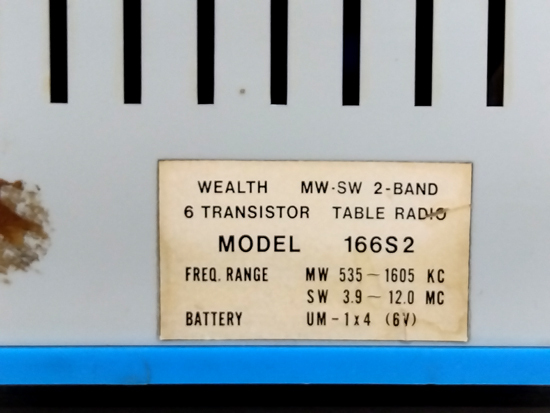 WEALTH MW-SW 2-BAND
6 TRANSISTOR TABLE RADIO
MODEL 166S2
FREQ. RANGE MW 535~1605 KC
SW 3.9~12.0 MC
BATTERY UM-1x4 (6V)